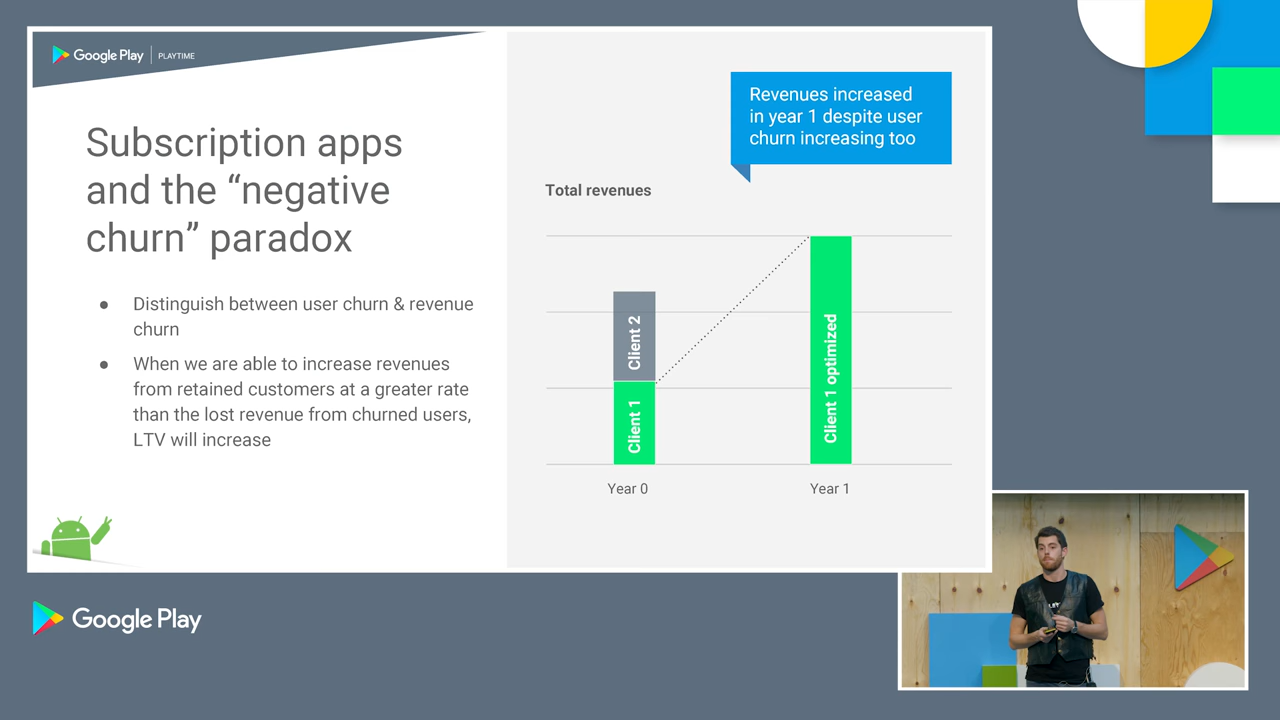 Google Play | PLAYTIME
Subscription apps
and the “negative
churn” paradox
● Distinguish between user churn & revenue
churn
● When we are able to increase revenues
from retained customers at a greater rate
than the lost revenue from churned users,
LTV will increase
Revenues increased
in year 1 despite user
churn increasing too
Total revenues
Client 2
Client 1
Client 1 optimized
Year 0
Year 1
Google Play